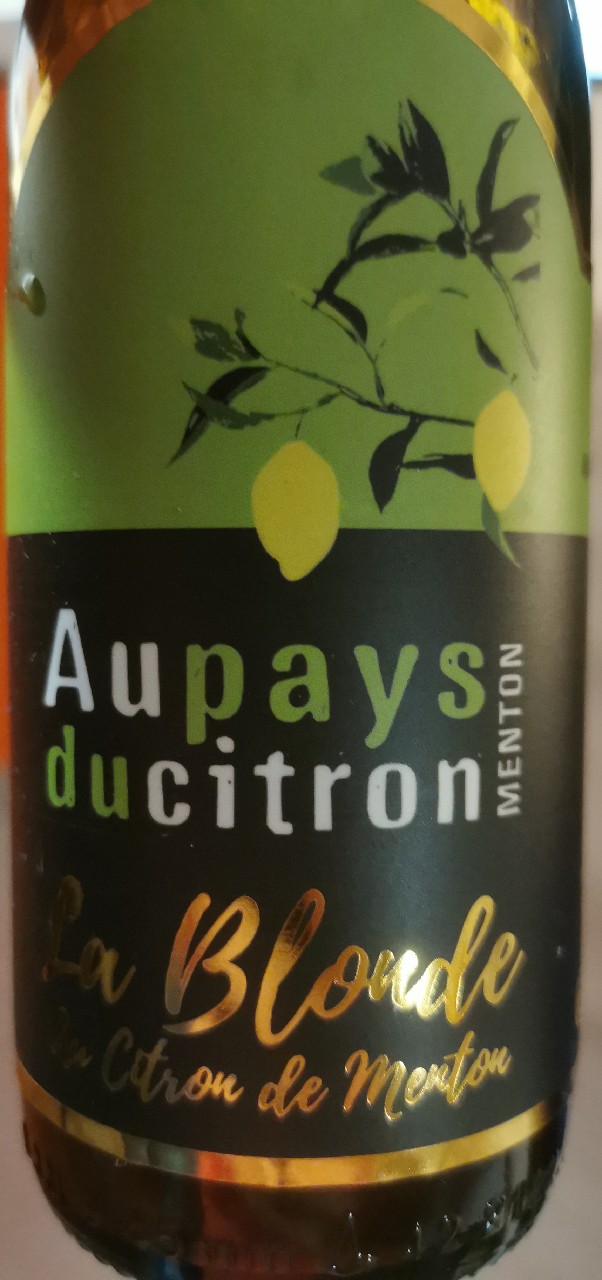 Aupays
ducitron
MENTON
La Blonde
Au Citron de Menton